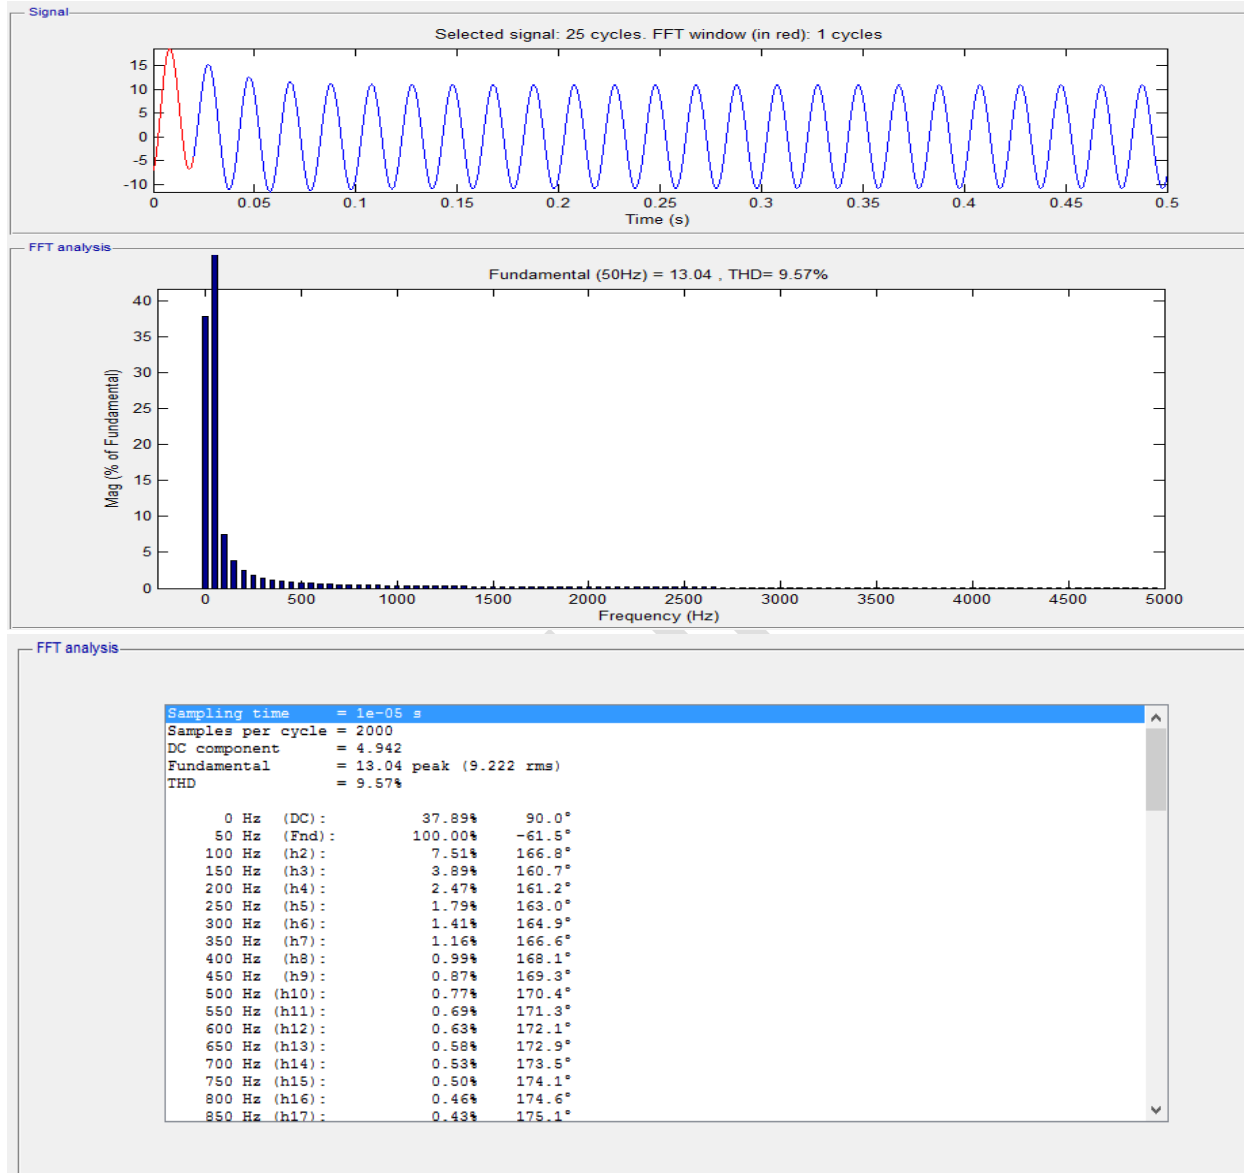 Signal
Selected signal: 25 cycles. FFT window (in red): 1 cycles
15
10
5
0
-5
-10
0 0.05 0.1 0.15 0.2 0.25 0.3 0.35 0.4 0.45 0.5
Time (s)
FFT analysis
Fundamental (50Hz) = 13.04 , THD= 9.57%
Mag (% of Fundamental)
40
35
30
25
20
15
10
5
0
0 500 1000 1500 2000 2500 3000 3500 4000 4500 5000
Frequency (Hz)
FFT analysis
Sampling time = 1e-05 s
Samples per cycle = 2000
DC component = 4.942
Fundamental = 13.04 peak (9.222 rms)
THD = 9.57%
0 Hz (DC): 37.89% 90.0°
50 Hz (Fnd): 100.00% -61.5°
100 Hz (h2): 7.51% 166.8°
150 Hz (h3): 3.89% 160.7°
200 Hz (h4): 2.47% 161.2°
250 Hz (h5): 1.79% 163.0°
300 Hz (h6): 1.41% 164.9°
350 Hz (h7): 1.16% 166.6°
400 Hz (h8): 0.99% 168.1°
450 Hz (h9): 0.87% 169.3°
500 Hz (h10): 0.77% 170.4°
550 Hz (h11): 0.69% 171.3°
600 Hz (h12): 0.63% 172.1°
650 Hz (h13): 0.58% 172.9°
700 Hz (h14): 0.53% 173.5°
750 Hz (h15): 0.50% 174.1°
800 Hz (h16): 0.46% 174.6°
850 Hz (h17): 0.43% 175.1°